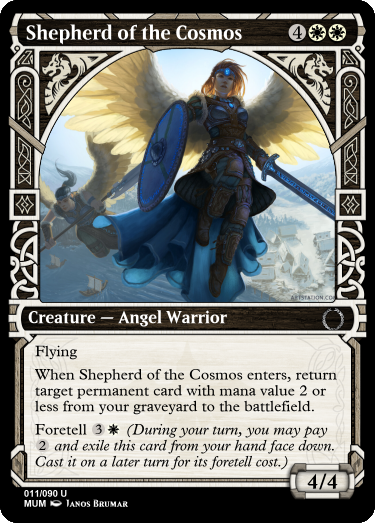 Shepherd of the Cosmos 4
Creature — Angel Warrior
Flying
When Shepherd of the Cosmos enters, return
target permanent card with mana value 2 or
less from your graveyard to the battlefield.
Foretell 3 (During your turn, you may pay
2 and exile this card from your hand face down.
Cast it on a later turn for its foretell cost.)
4/4
011/090 U
MUM Janos Brumar
ARTSTATION.COM